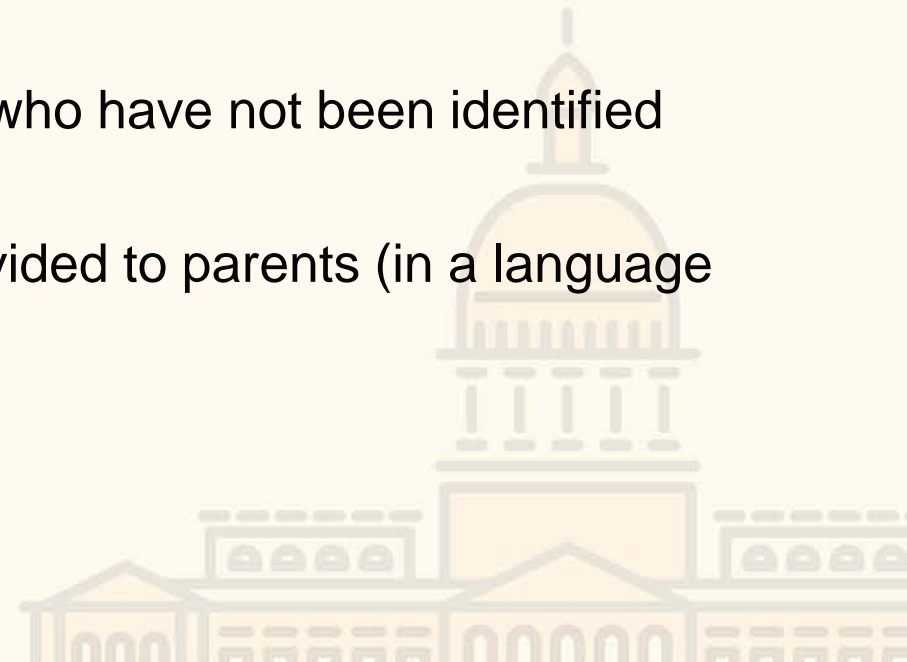 who have not been identified
vided to parents (in a language